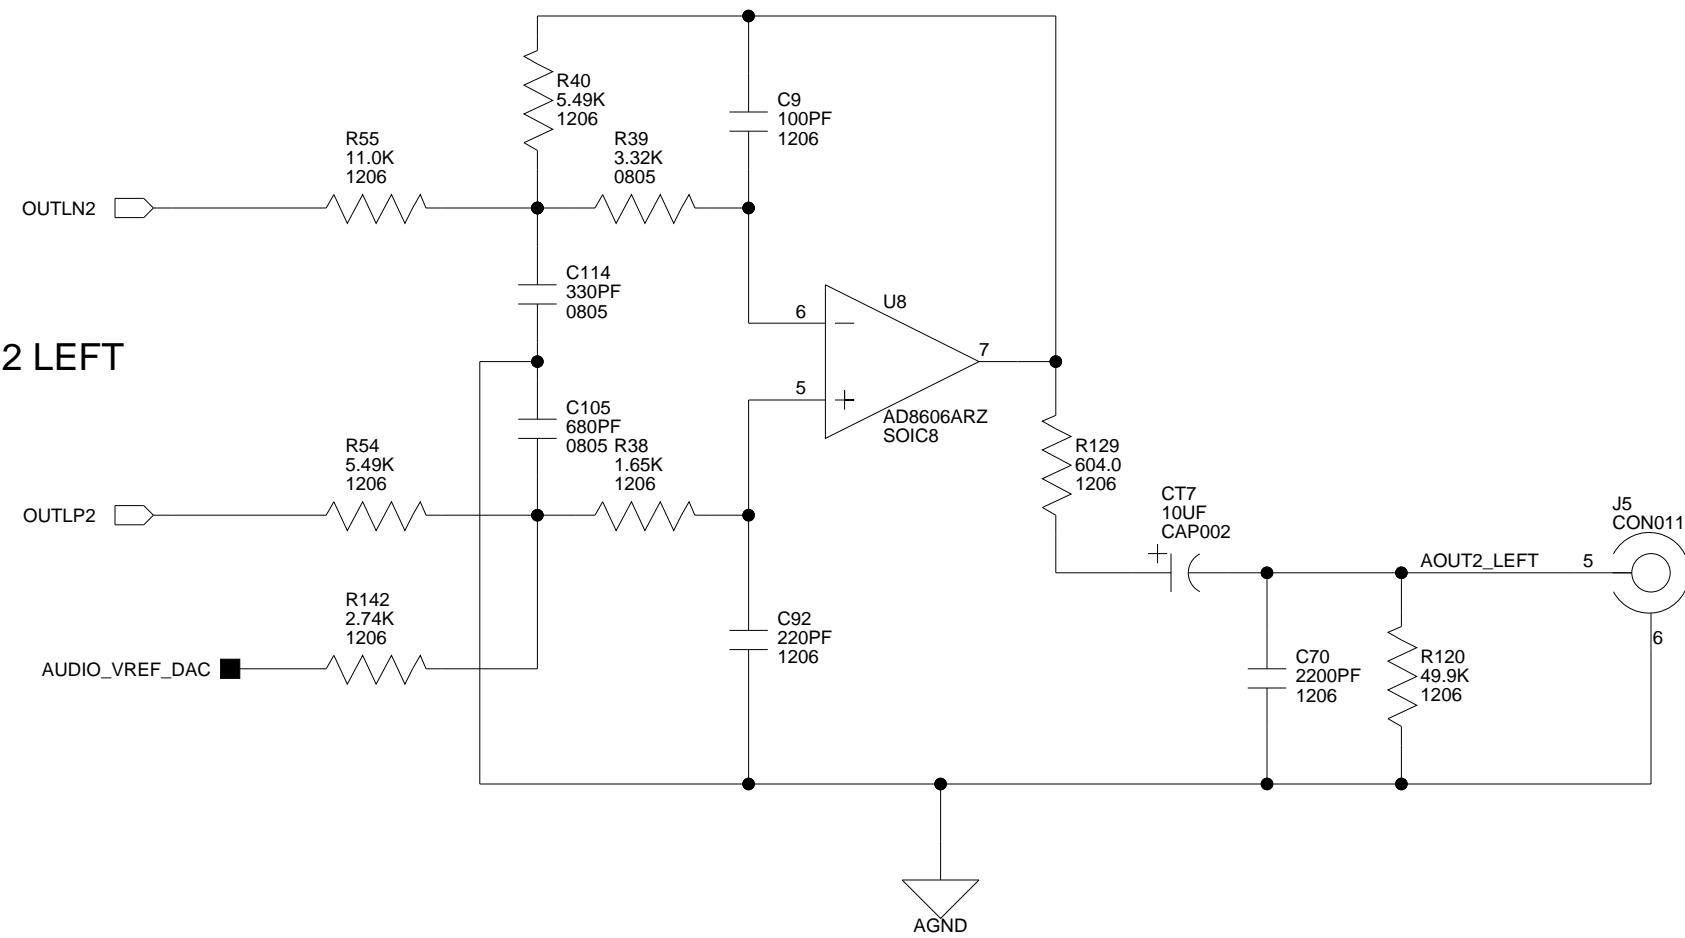 R40
5.49K
1206
C9
100PF
1206
R55
11.0K
1206
R39
3.32K
0805
OUTLN2
C114
330PF
0805
U8
6
7
5
AD8606ARZ
SOIC8
2 LEFT
C105
680PF
0805
R54
5.49K
1206
R38
1.65K
1206
OUTLP2
R129
604.0
1206
CT7
10UF
CAP002
J5
CON011
AOUT2_LEFT
5
6
R142
2.74K
1206
AUDIO_VREF_DAC
C92
220PF
1206
C70
2200PF
1206
R120
49.9K
1206
AGND